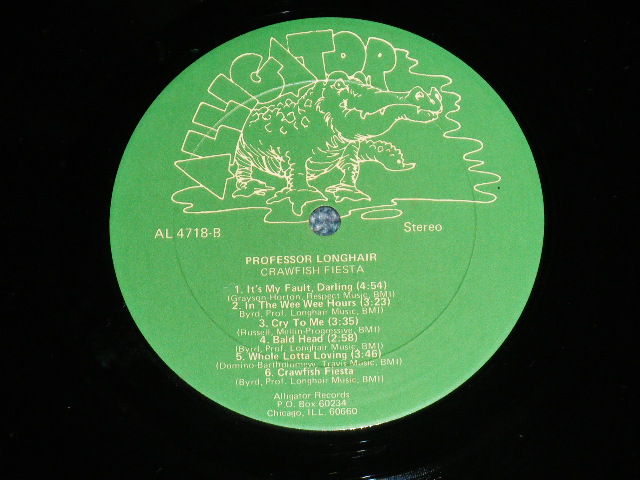 ALLIGATOR
AL 4718-B
Stereo
PROFESSOR LONGHAIR
CRAWFISH FIESTA
1. It's My Fault, Darling (4:54)
(Grayson-Horton, Respect Music, BMI)
2. In The Wee Wee Hours (3:23)
(Byrd, Prof. Longhair Music, BMI)
3. Cry To Me (3:35)
(Russell, Mellin-Progressive, BMI)
4. Bald Head (2:58)
(Byrd, Prof. Longhair Music, BMI)
5. Whole Lotta Loving (3:46)
(Domino-Bartholomew, Travis Music, BMI)
6. Crawfish Fiesta
(Byrd, Prof. Longhair Music, BMI)
Alligator Records
P.O. Box 60234
Chicago, ILL. 60660